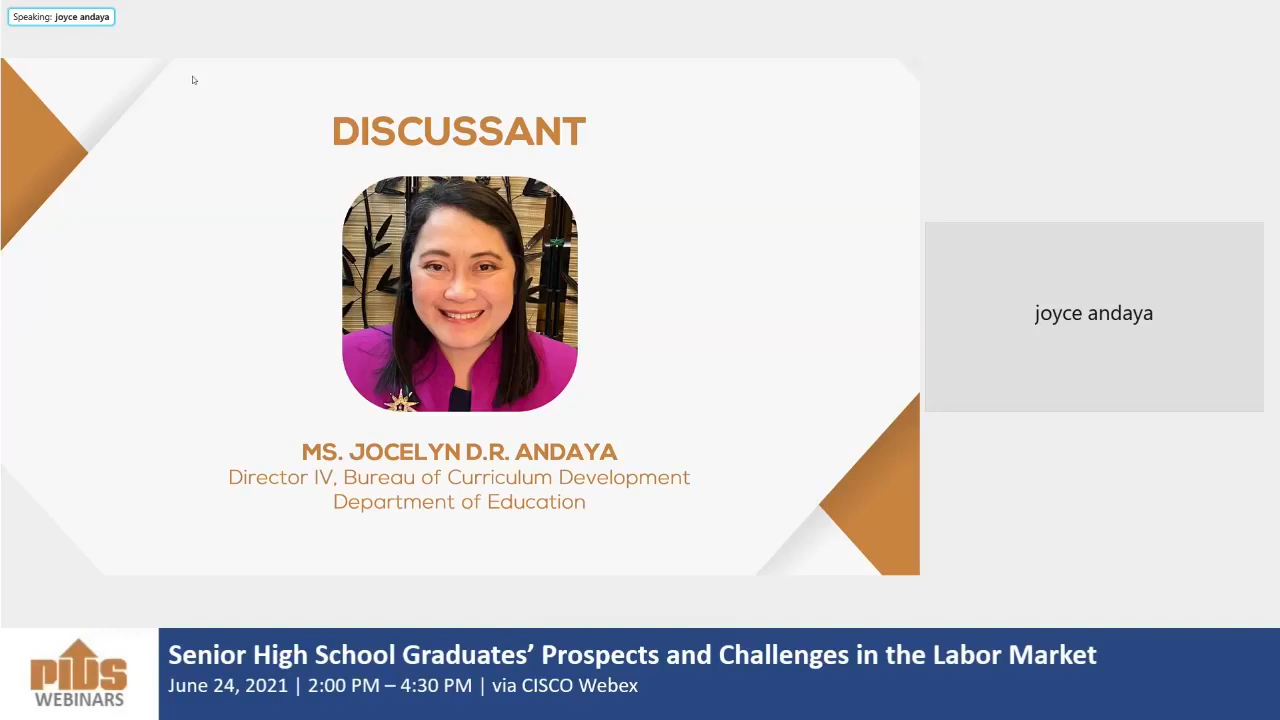 Speaking: joyce andaya
DISCUSSANT
MS. JOCELYN D.R. ANDAYA
Director IV, Bureau of Curriculum Development
Department of Education
joyce andaya
PIDS
WEBINARS
Senior High School Graduates’ Prospects and Challenges in the Labor Market
June 24, 2021 | 2:00 PM – 4:30 PM | via CISCO Webex